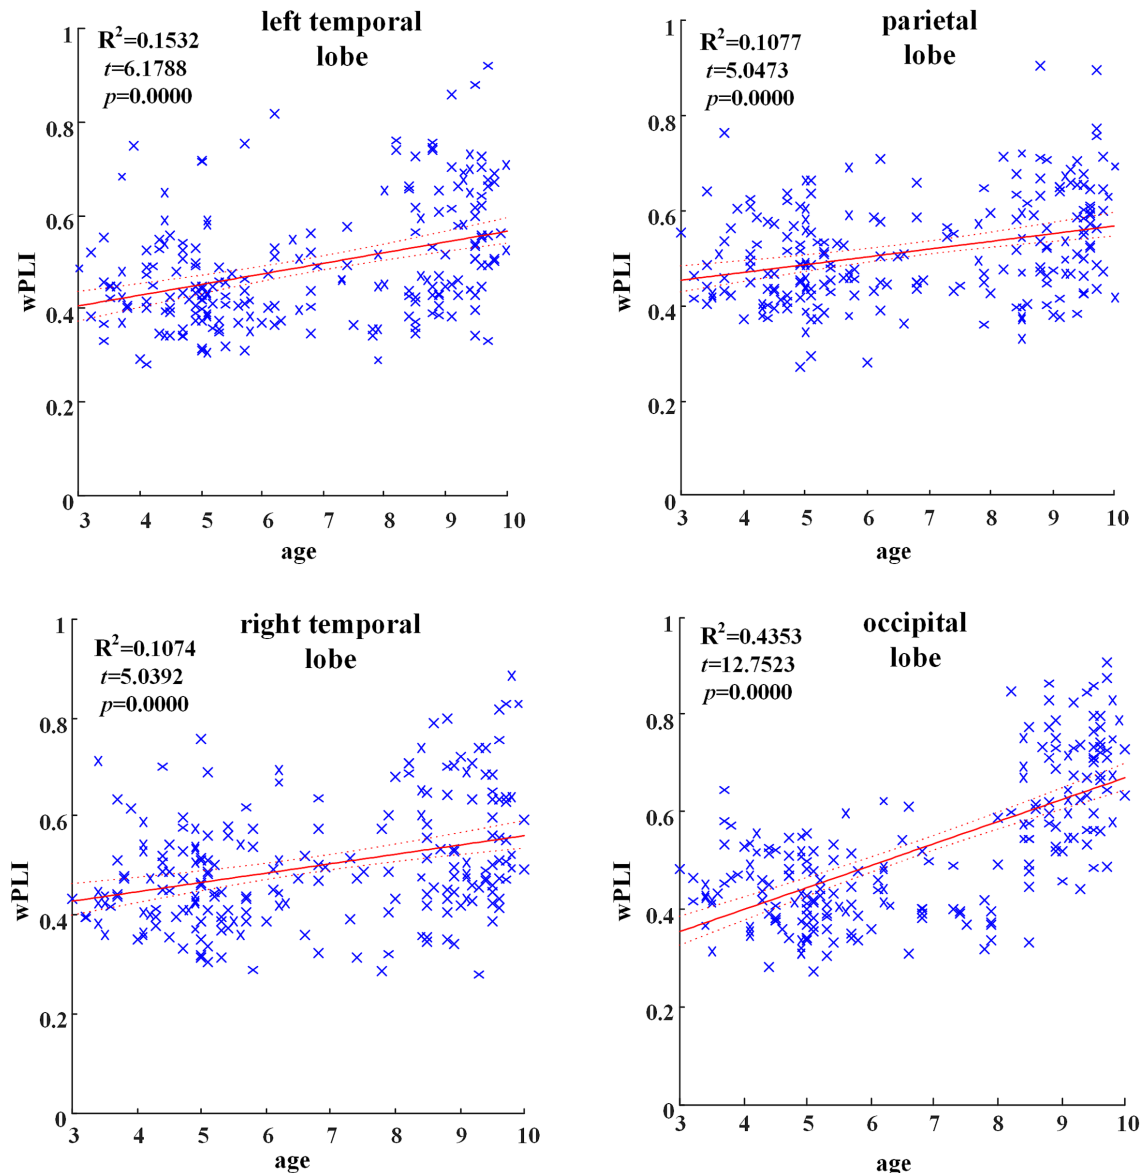 left temporal
lobe
R²=0.1532
t=6.1788
p=0.0000
1
0.8
0.6
0.4
0.2
0
wPLI
3 4 5 6 7 8 9 10
age
parietal
lobe
R²=0.1077
t=5.0473
p=0.0000
1
0.8
0.6
0.4
0.2
0
wPLI
3 4 5 6 7 8 9 10
age
right temporal
lobe
R²=0.1074
t=5.0392
p=0.0000
1
0.8
0.6
0.4
0.2
0
wPLI
3 4 5 6 7 8 9 10
age
occipital
lobe
R²=0.4353
t=12.7523
p=0.0000
1
0.8
0.6
0.4
0.2
0
wPLI
3 4 5 6 7 8 9 10
age